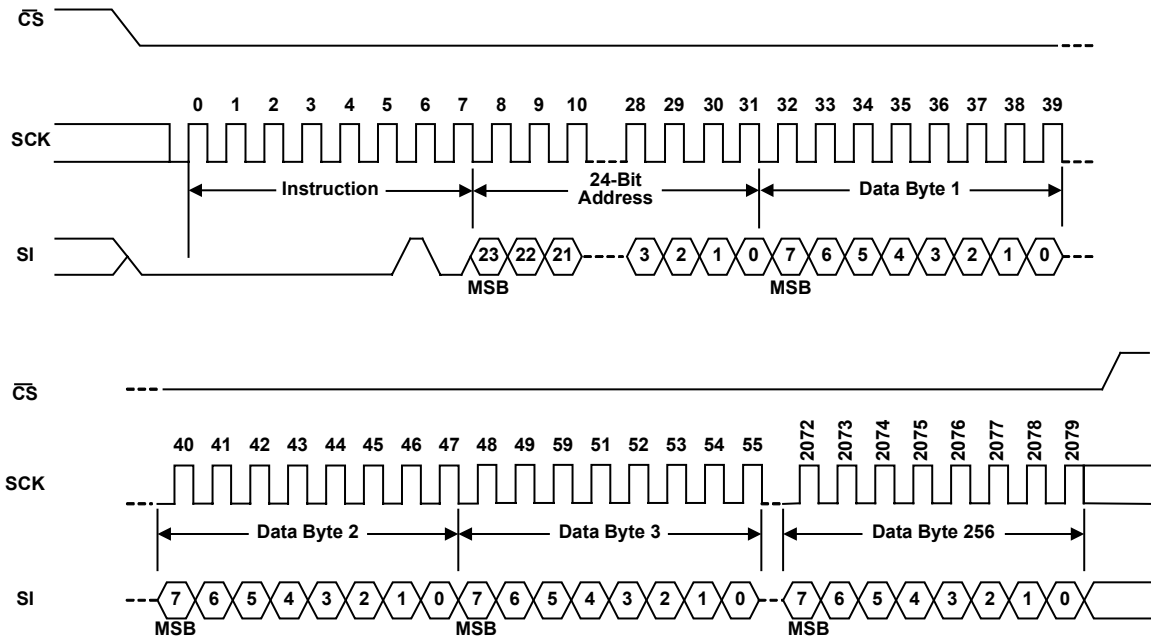 CS
0 1 2 3 4 5 6 7 8 9 10 28 29 30 31 32 33 34 35 36 37 38 39
SCK
Instruction 24-Bit Address Data Byte 1
SI 23 22 21 3 2 1 0 7 6 5 4 3 2 1 0
MSB MSB
CS
40 41 42 43 44 45 46 47 48 49 59 51 52 53 54 55 2072 2073 2074 2075 2076 2077 2078 2079
SCK
Data Byte 2 Data Byte 3 Data Byte 256
SI 7 6 5 4 3 2 1 0 7 6 5 4 3 2 1 0 7 6 5 4 3 2 1 0
MSB MSB MSB